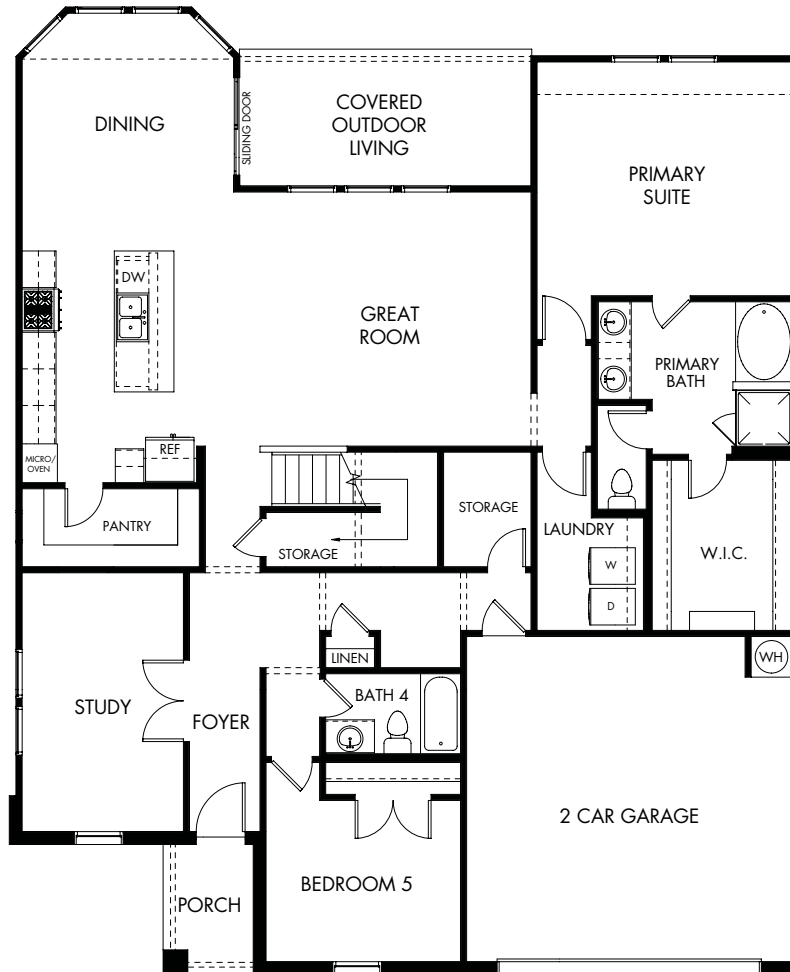 DINING
SLIDING DOOR
COVERED
OUTDOOR
LIVING
PRIMARY
SUITE
DW
GREAT
ROOM
PRIMARY
BATH
MICRO/
OVEN
REF
PANTRY
STORAGE
STORAGE
LAUNDRY
W
D
W.I.C.
LINEN
WH
STUDY
FOYER
BATH 4
2 CAR GARAGE
BEDROOM 5
PORCH